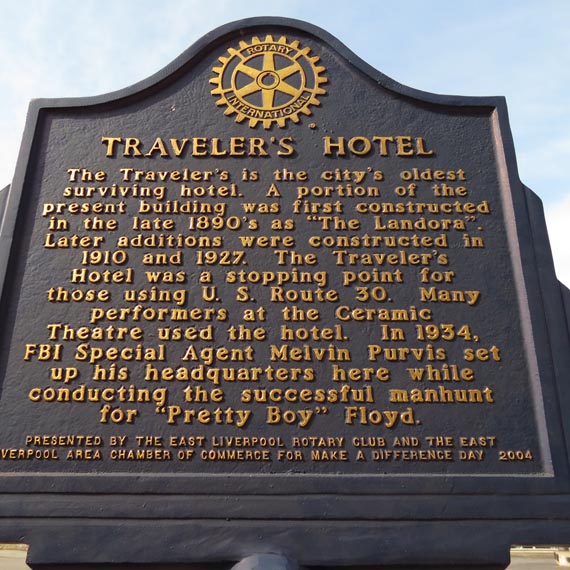 ROTARY
INTERNATIONAL
TRAVELER'S HOTEL
The Traveler's is the city's oldest
surviving hotel. A portion of the
present building was first constructed
in the late 1890's as "The Landora".
Later additions were constructed in
1910 and 1927. The Traveler's
Hotel was a stopping point for
those using U. S. Route 30. Many
performers at the Ceramic
Theatre used the hotel. In 1934,
FBI Special Agent Melvin Purvis set
up his headquarters here while
conducting the successful manhunt
for "Pretty Boy" Floyd.
PRESENTED BY THE EAST LIVERPOOL ROTARY CLUB AND THE EAST
VERPOOL AREA CHAMBER OF COMMERCE FOR MAKE A DIFFERENCE DAY 2004